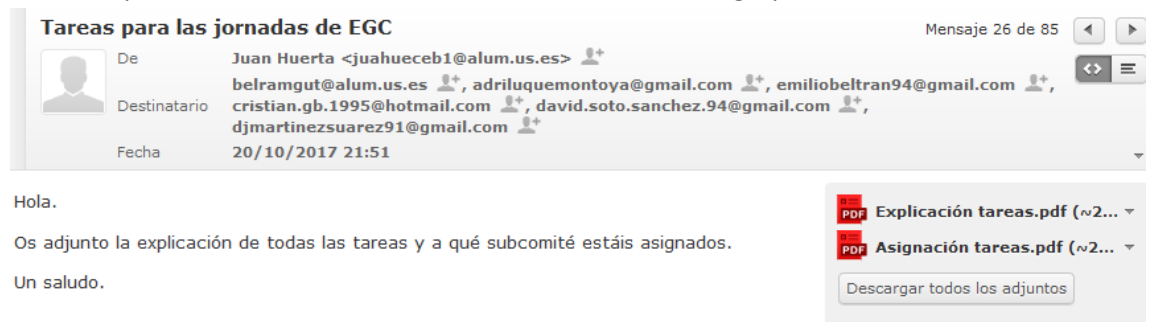 Tareas para las jornadas de EGC
Mensaje 26 de 85
De
Juan Huerta <juahueceb1@alum.us.es>
Destinatario
belramgut@alum.us.es, adriluquemontoya@gmail.com, emiliobeltran94@gmail.com,
cristian.gb.1995@hotmail.com, david.soto.sanchez.94@gmail.com,
djmartinezsuarez91@gmail.com
Fecha
20/10/2017 21:51
Hola.
Os adjunto la explicación de todas las tareas y a qué subcomité estáis asignados.
Un saludo.
PDF Explicación tareas.pdf (~2...
PDF Asignación tareas.pdf (~2...
Descargar todos los adjuntos